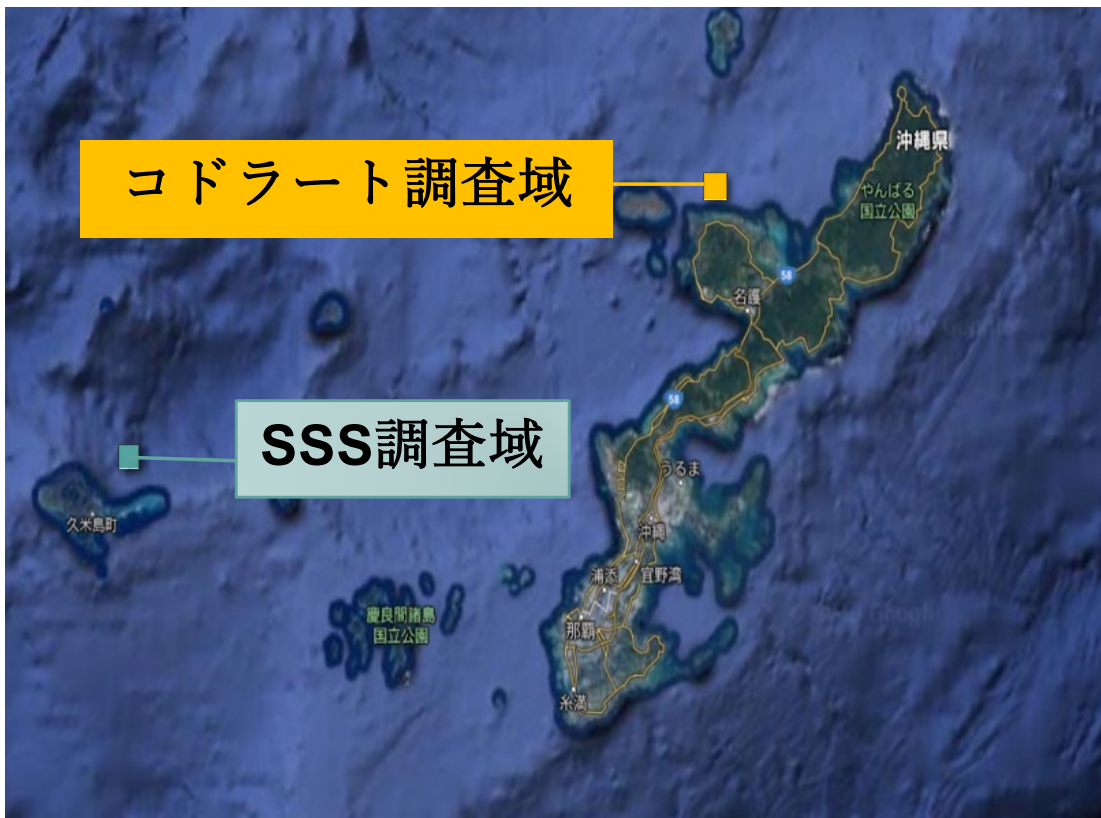 沖縄県
コドラート調査域
やんばる
国立公園
58
名護
58
SSS調査域
うるま
久米島町
沖縄
浦添
宜野湾
慶良間諸島
国立公園
那覇
糸満